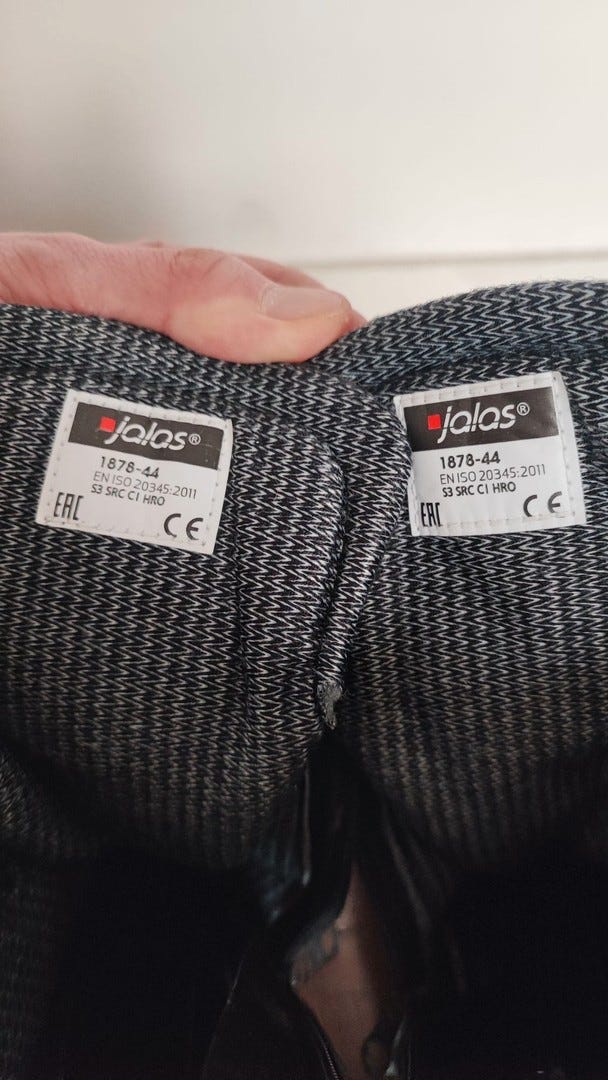 jalas®
1878-44
EN ISO 20345:2011
S3 SRC CI HRO
EAC CE
jalas®
1878-44
EN ISO 20345:2011
S3 SRC CI HRO
EAC CE